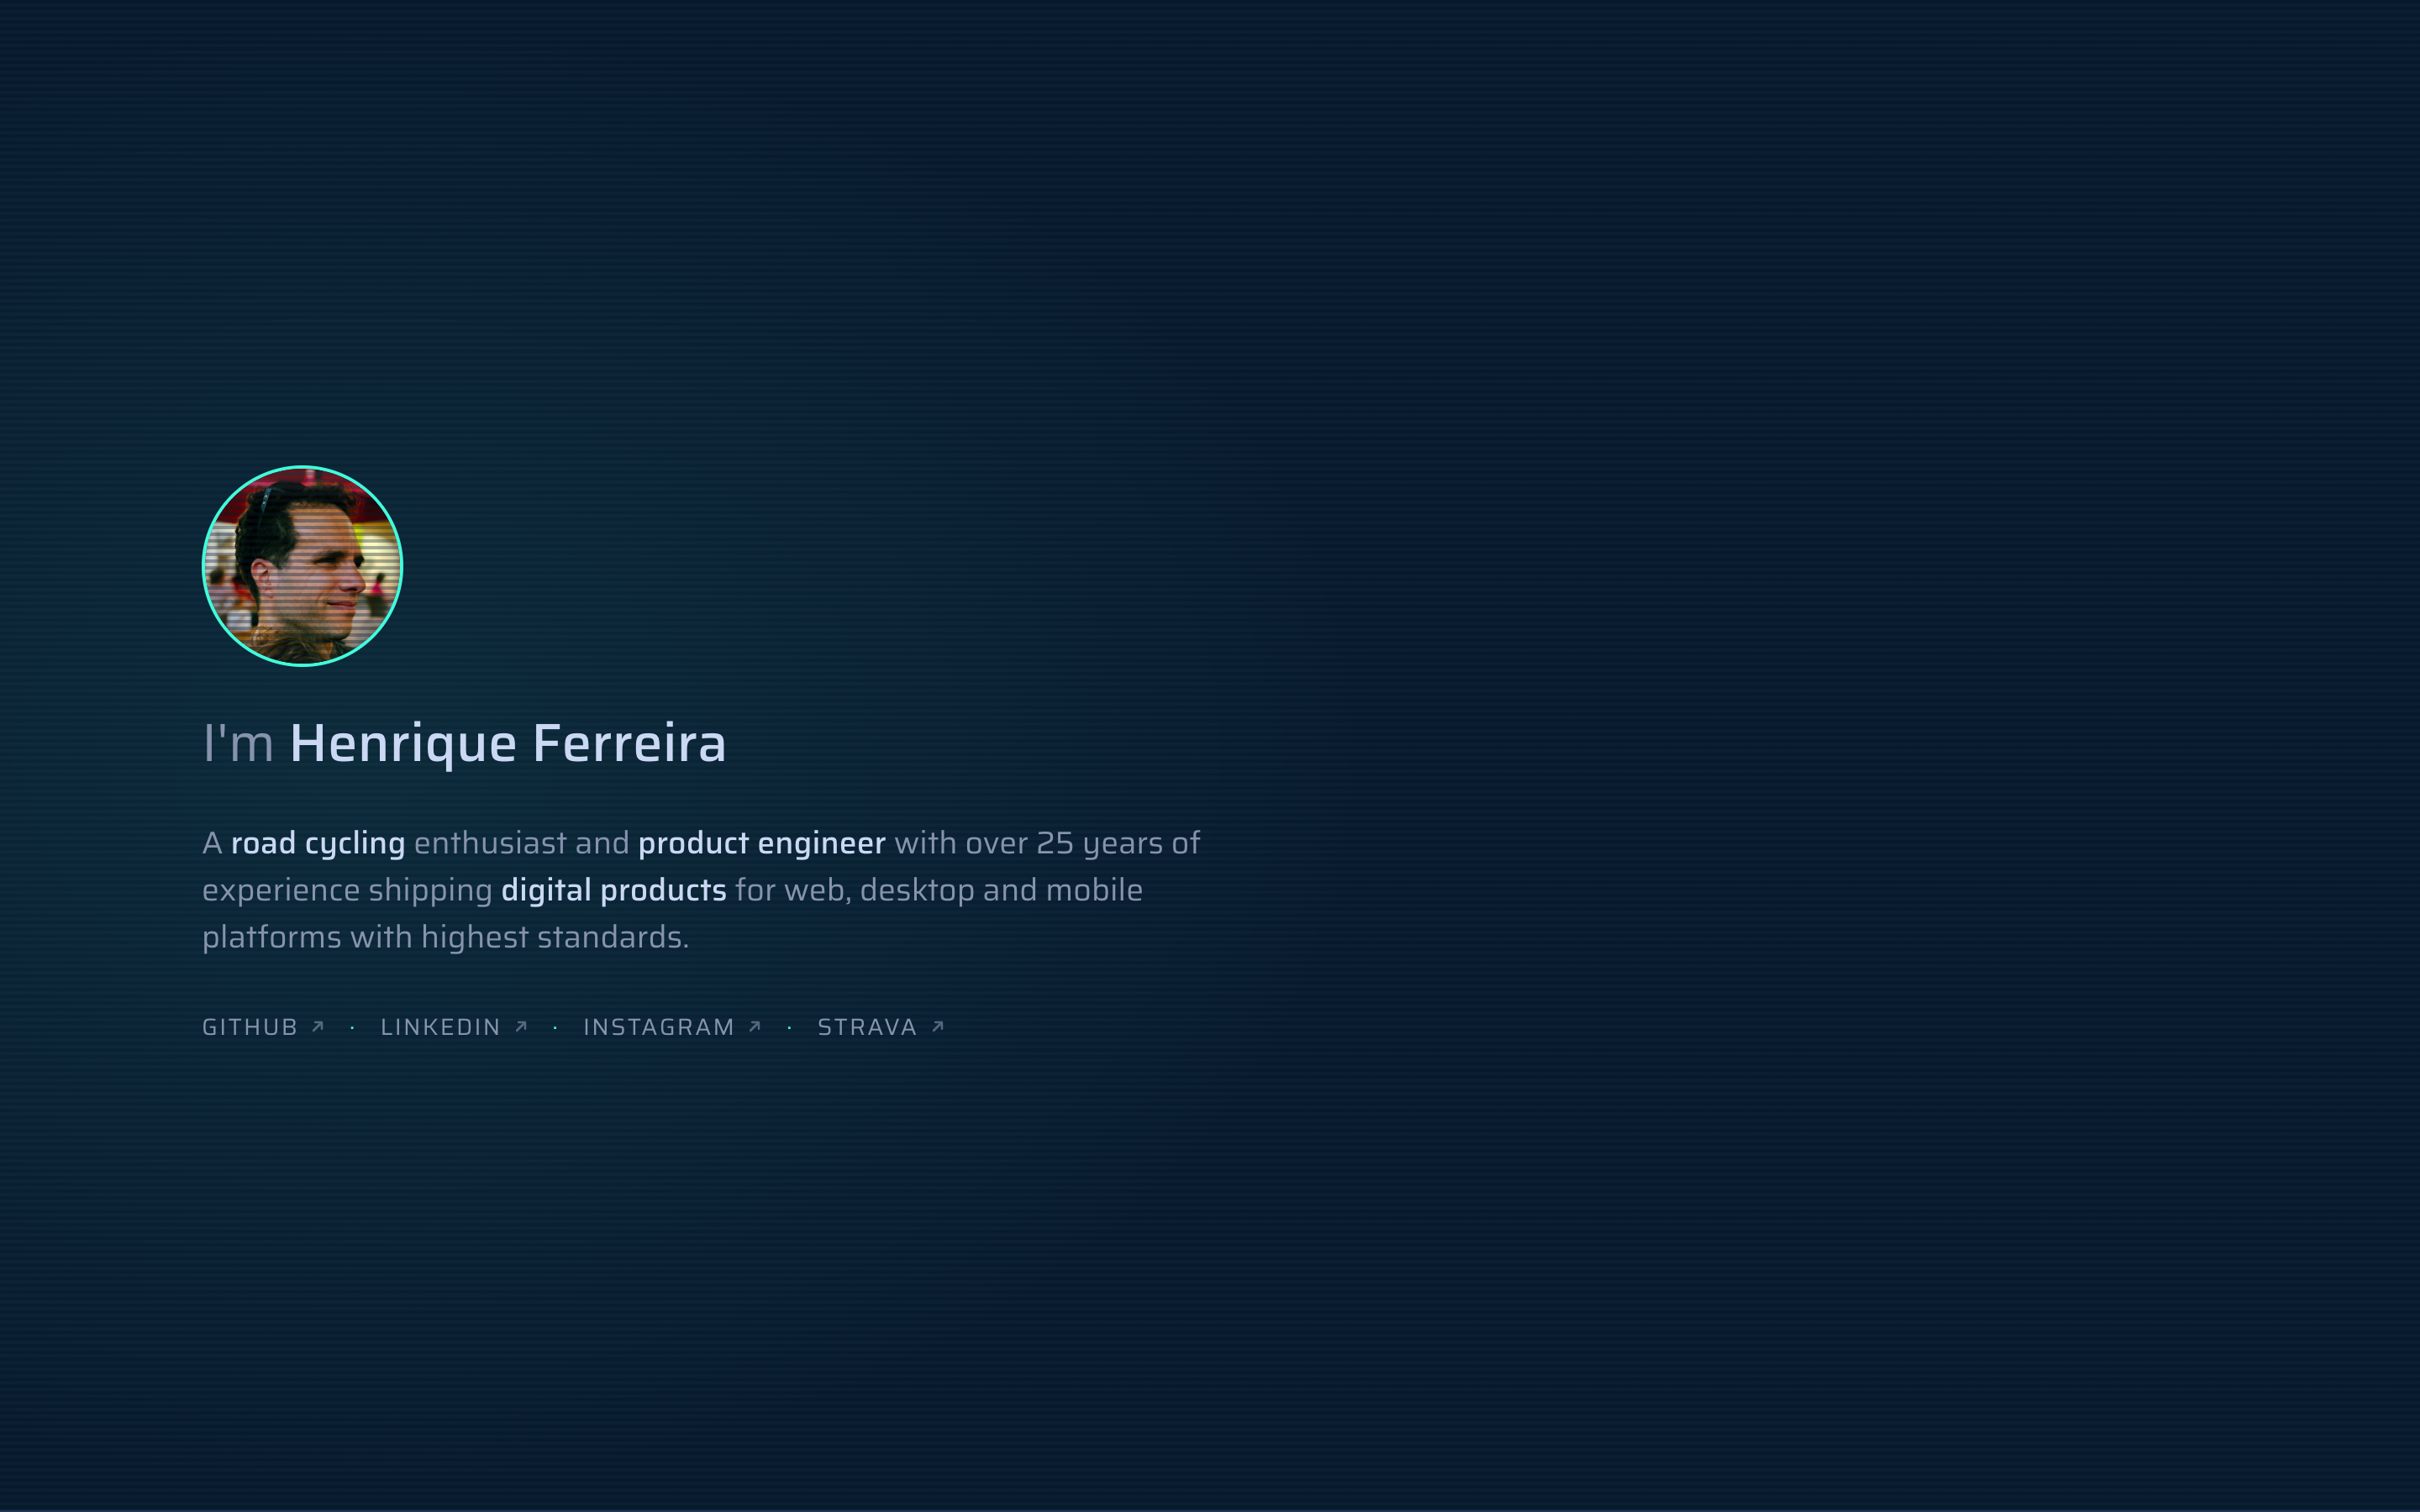 I'm Henrique Ferreira
A road cycling enthusiast and product engineer with over 25 years of
experience shipping digital products for web, desktop and mobile
platforms with highest standards.
GITHUB ↗ · LINKEDIN ↗ · INSTAGRAM ↗ · STRAVA ↗